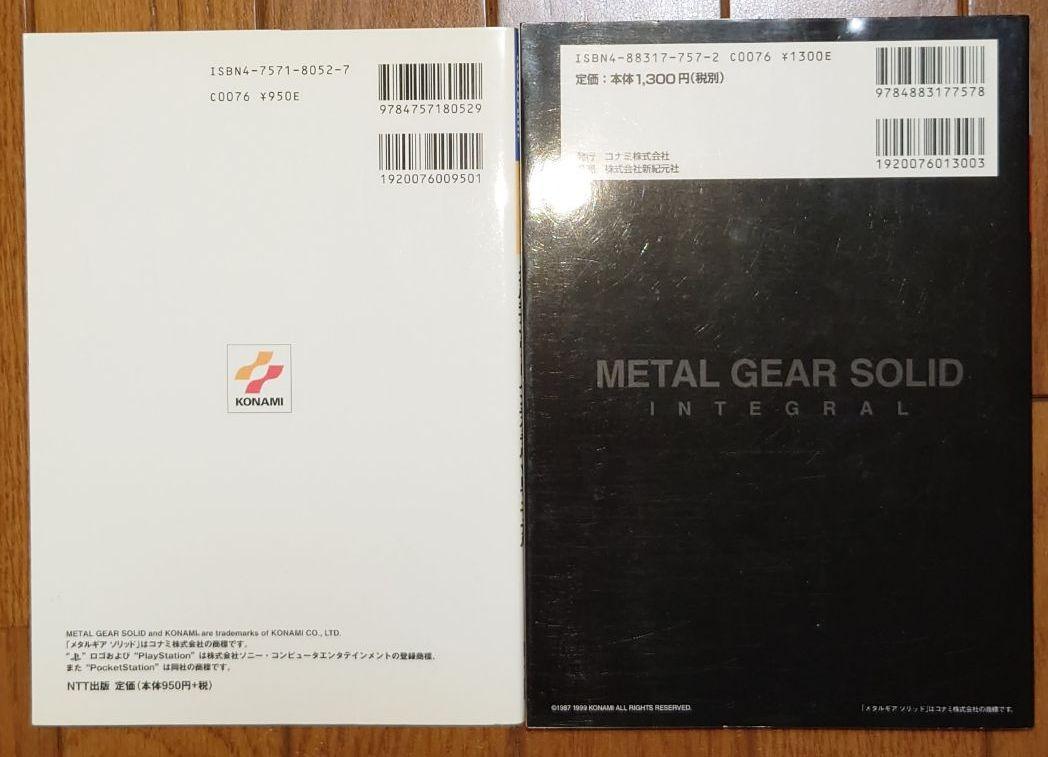 ISBN4-7571-8052-7
C0076 ¥950E
9784757180529
1920076009501
KONAMI
METAL GEAR SOLID and KONAMI are trademarks of KONAMI CO., LTD.
「メタルギア ソリッド」はコナミ株式会社の商標です。
" " ロゴおよび "PlayStation" は株式会社ソニー・コンピュータエンタテインメントの登録商標、
また "PocketStation" は同社の商標です。
NTT出版 定価(本体950円+税)
ISBN4-88317-757-2 C0076 ¥1300E
定価:本体1,300円(税別)
9784883177578
1920076013003
発行 コナミ株式会社
株式会社新紀元社
METAL GEAR SOLID
INTEGRAL
©1987 1999 KONAMI ALL RIGHTS RESERVED.
「メタルギア ソリッド」はコナミ株式会社の商標です。